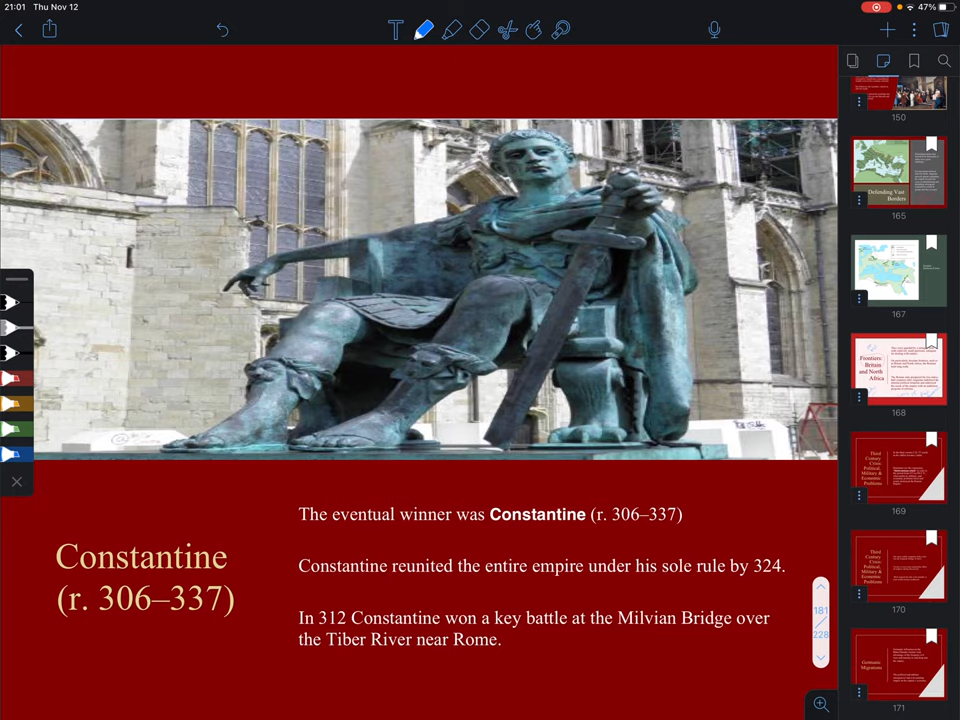 21:01 Thu Nov 12
47%
T
150
Defending Vast
Borders
165
167
Frontiers:
Britain
and North
Africa
168
Third
Century
Crisis:
Political,
Military &
Economic
Problems
169
Third
Century
Crisis:
Political,
Military &
Economic
Problems
170
Germanic
Migrations
171
Constantine
(r. 306–337)
The eventual winner was Constantine (r. 306–337)
Constantine reunited the entire empire under his sole rule by 324.
In 312 Constantine won a key battle at the Milvian Bridge over
the Tiber River near Rome.
181
228